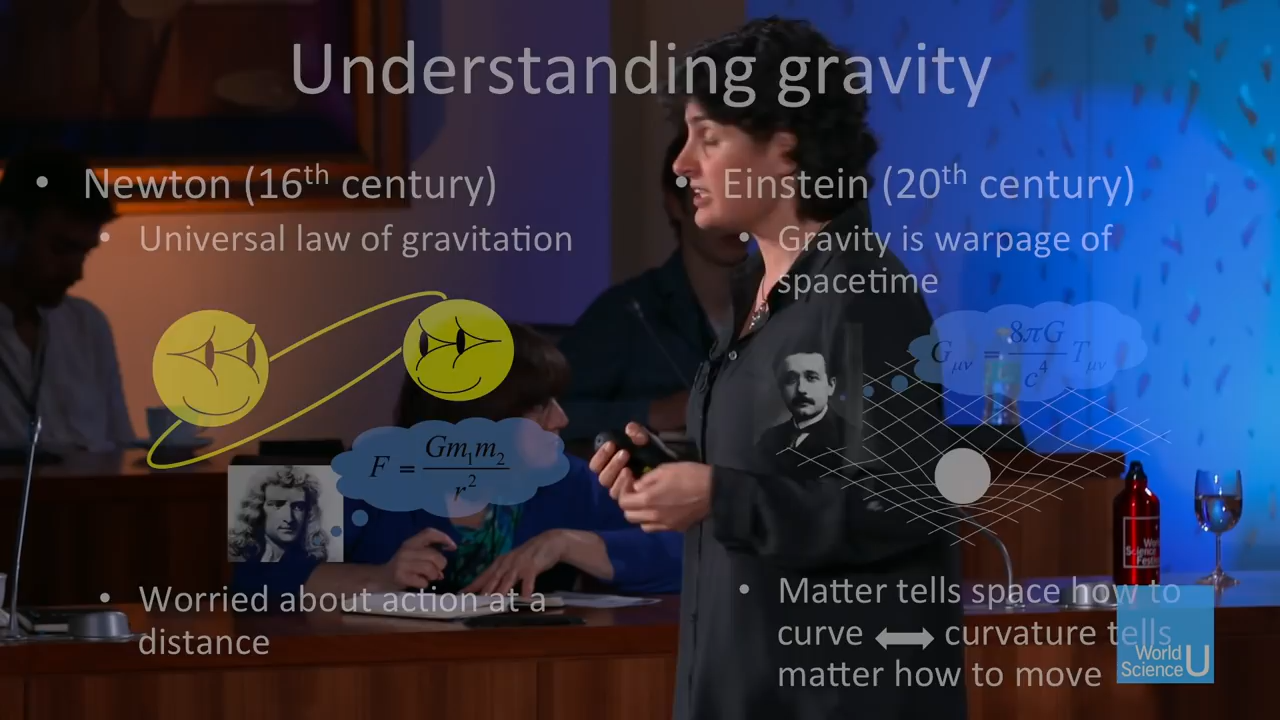 Understanding gravity
• Newton (16th century)
• Universal law of gravitation
F = Gm1m2 / r2
• Worried about action at a
distance
• Einstein (20th century)
• Gravity is warpage of
spacetime
Gμν = 8πG / c4 Tμν
• Matter tells space how to
curve ⟷ curvature tells
matter how to move
World
Science
World
Science U